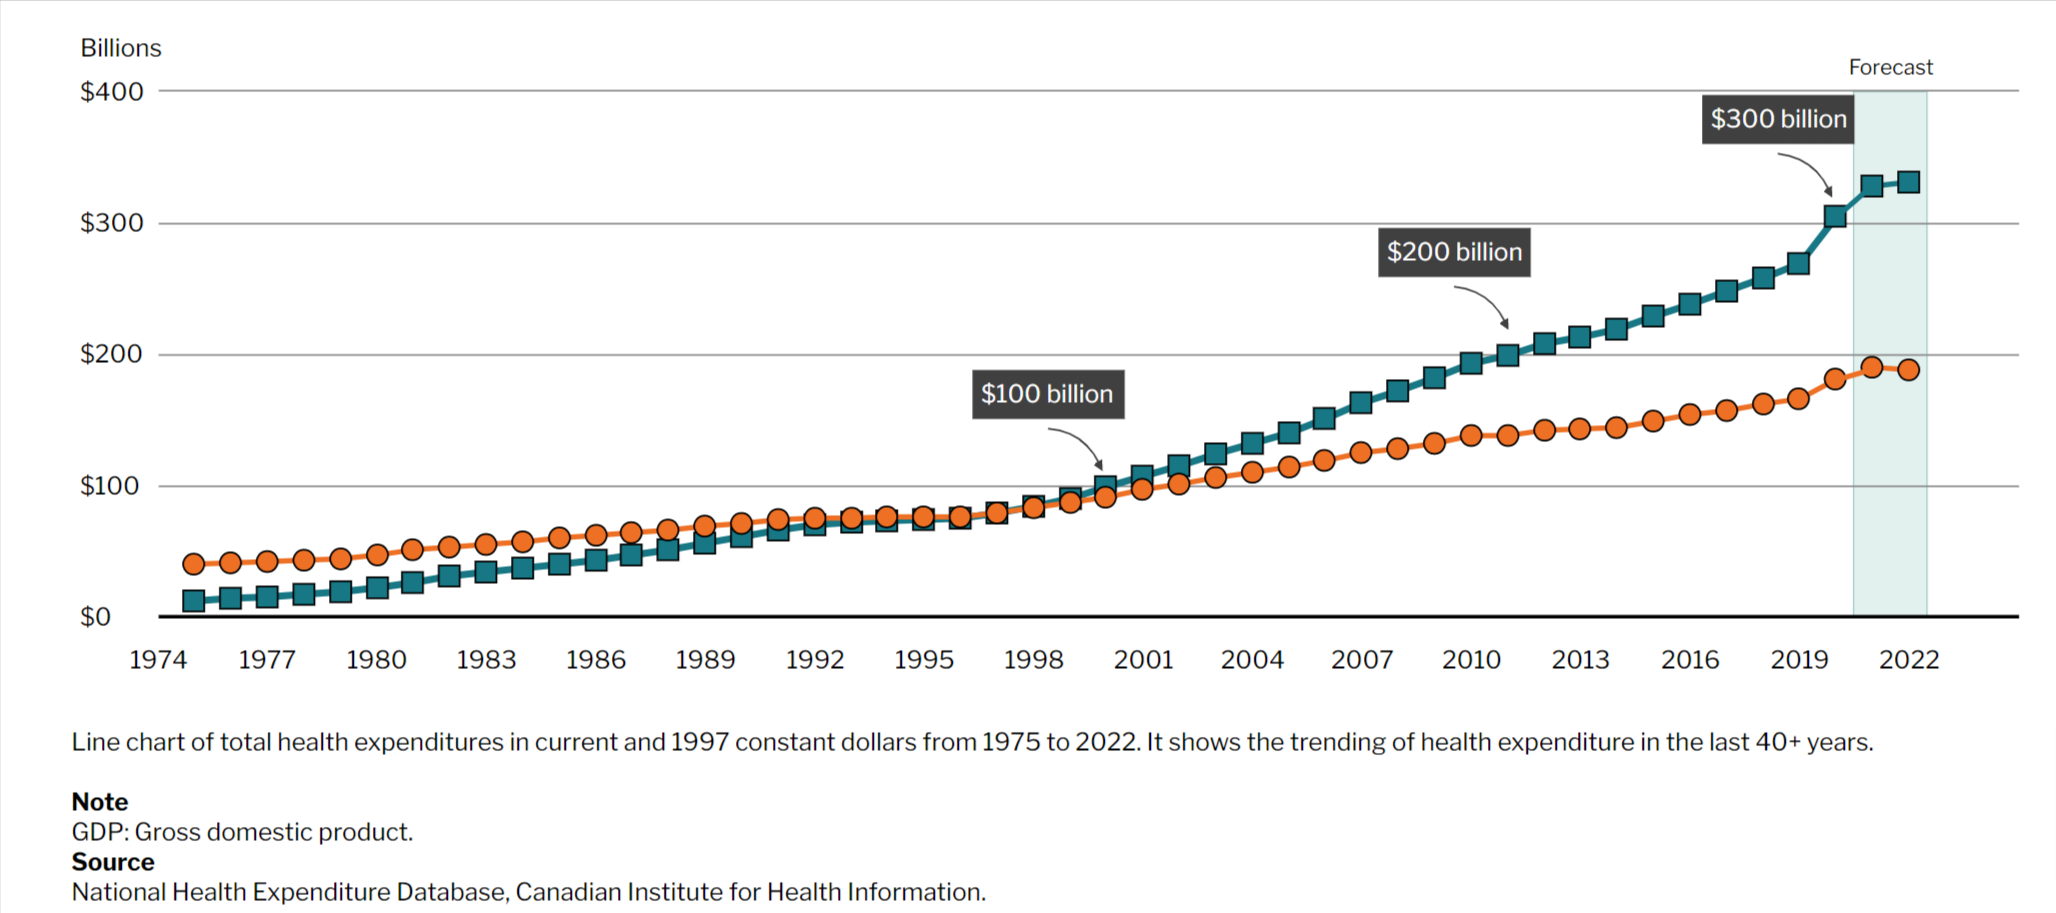 Billions
Forecast
$400
$300 billion
$300
$200 billion
$200
$100 billion
$100
$0
1974 1977 1980 1983 1986 1989 1992 1995 1998 2001 2004 2007 2010 2013 2016 2019 2022
Line chart of total health expenditures in current and 1997 constant dollars from 1975 to 2022. It shows the trending of health expenditure in the last 40+ years.
Note
GDP: Gross domestic product.
Source
National Health Expenditure Database, Canadian Institute for Health Information.